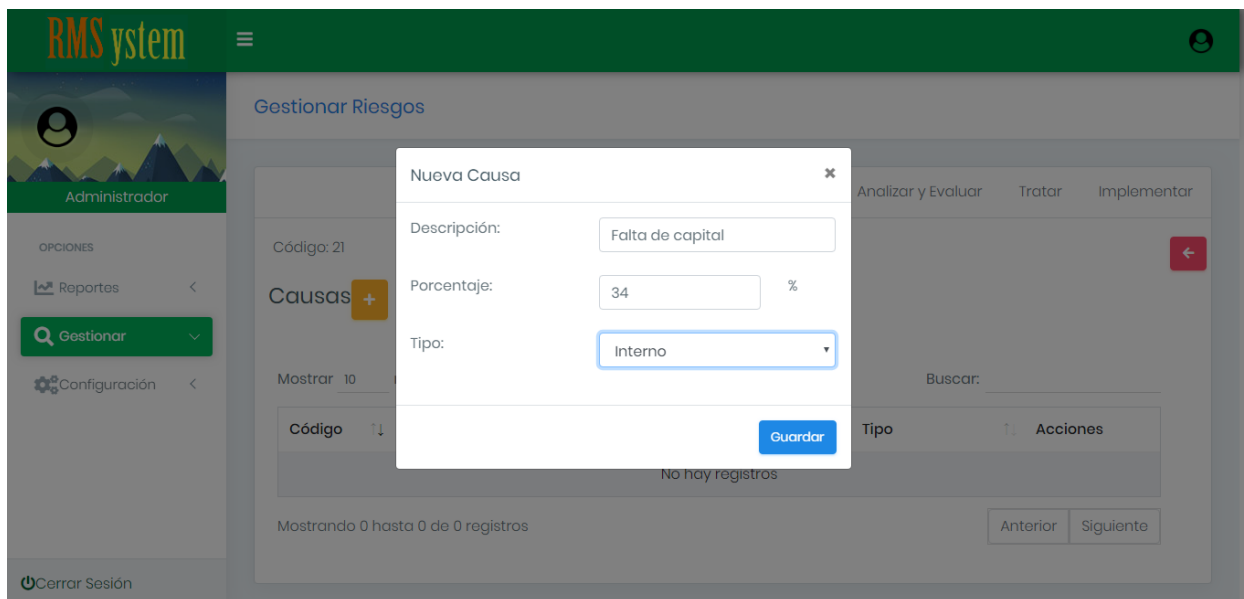 RMSystem
Gestionar Riesgos
Administrador
OPCIONES
Reportes
Gestionar
Configuración
Cerrar Sesión
Analizar y Evaluar Tratar Implementar
Código: 21
Causas +
Nueva Causa
Descripción: Falta de capital
Porcentaje: 34 %
Tipo: Interno
Guardar
Mostrar 10
Buscar:
Código Tipo Acciones
No hay registros
Mostrando 0 hasta 0 de 0 registros
Anterior Siguiente